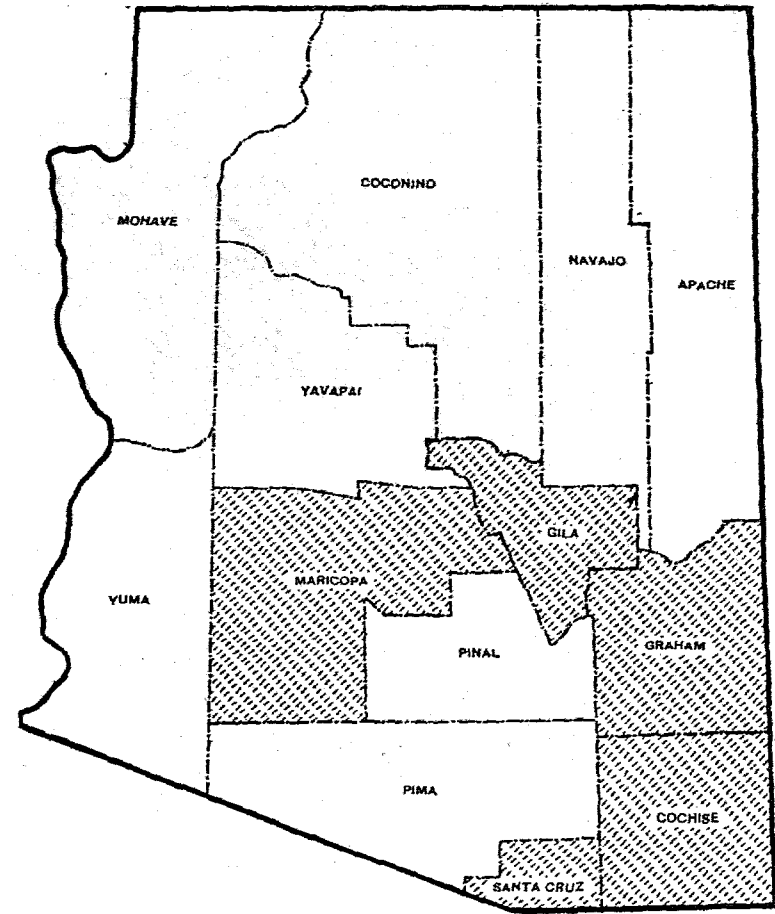 COCONINO
MOHAVE
NAVAJO
APACHE
YAVAPAI
GILA
MARICOPA
YUMA
GRAHAM
PINAL
PIMA
COCHISE
SANTA CRUZ